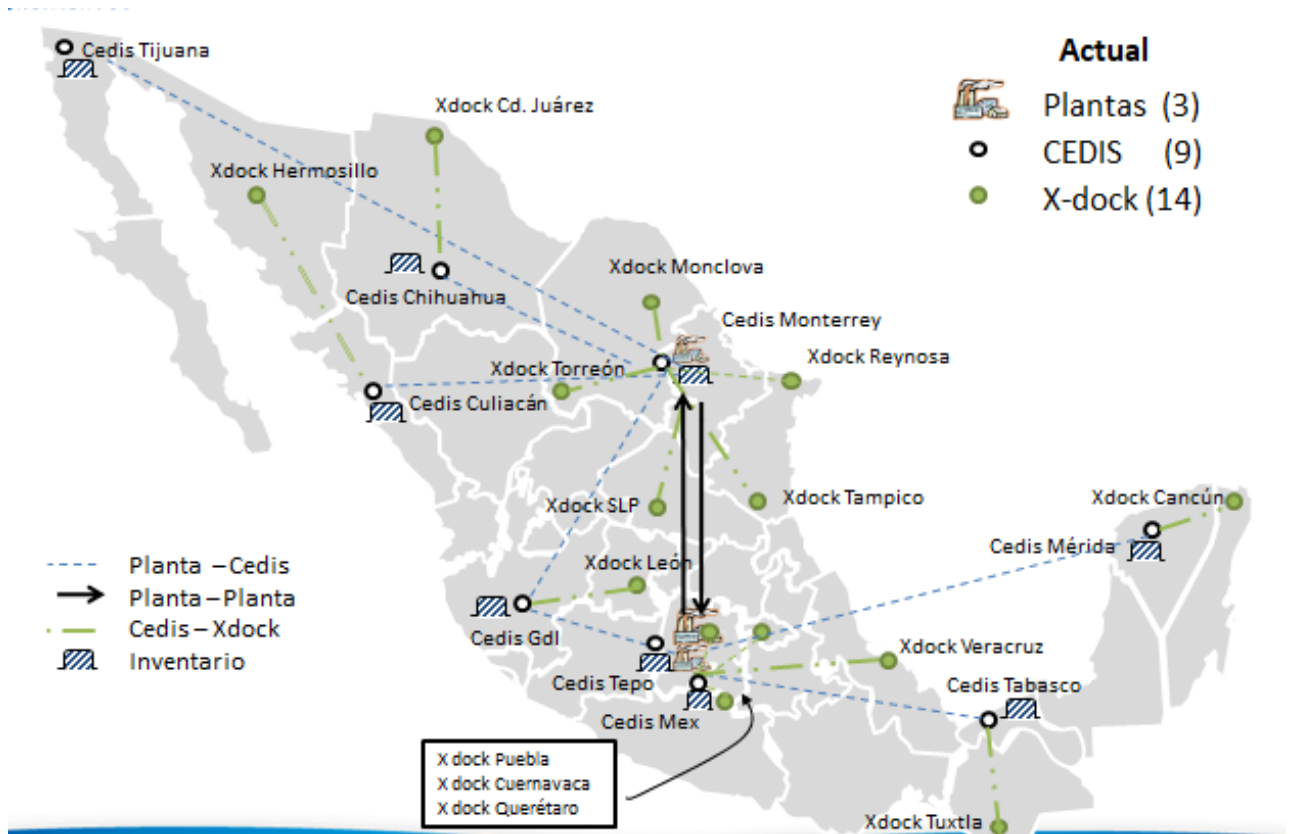 Cedis Tijuana
Actual
Plantas (3)
CEDIS (9)
X-dock (14)
Xdock Cd. Juárez
Xdock Hermosillo
Xdock Monclova
Cedis Chihuahua
Cedis Monterrey
Xdock Reynosa
Xdock Torreón
Cedis Culiacán
Xdock SLP
Xdock Tampico
Xdock Cancún
Cedis Mérida
Xdock León
Planta – Cedis
Planta – Planta
Cedis – Xdock
Inventario
Cedis Gdl
Xdock Veracruz
Cedis Tepo
Cedis Tabasco
Cedis Mex
X dock Puebla
X dock Cuernavaca
X dock Querétaro
Xdock Tuxtla